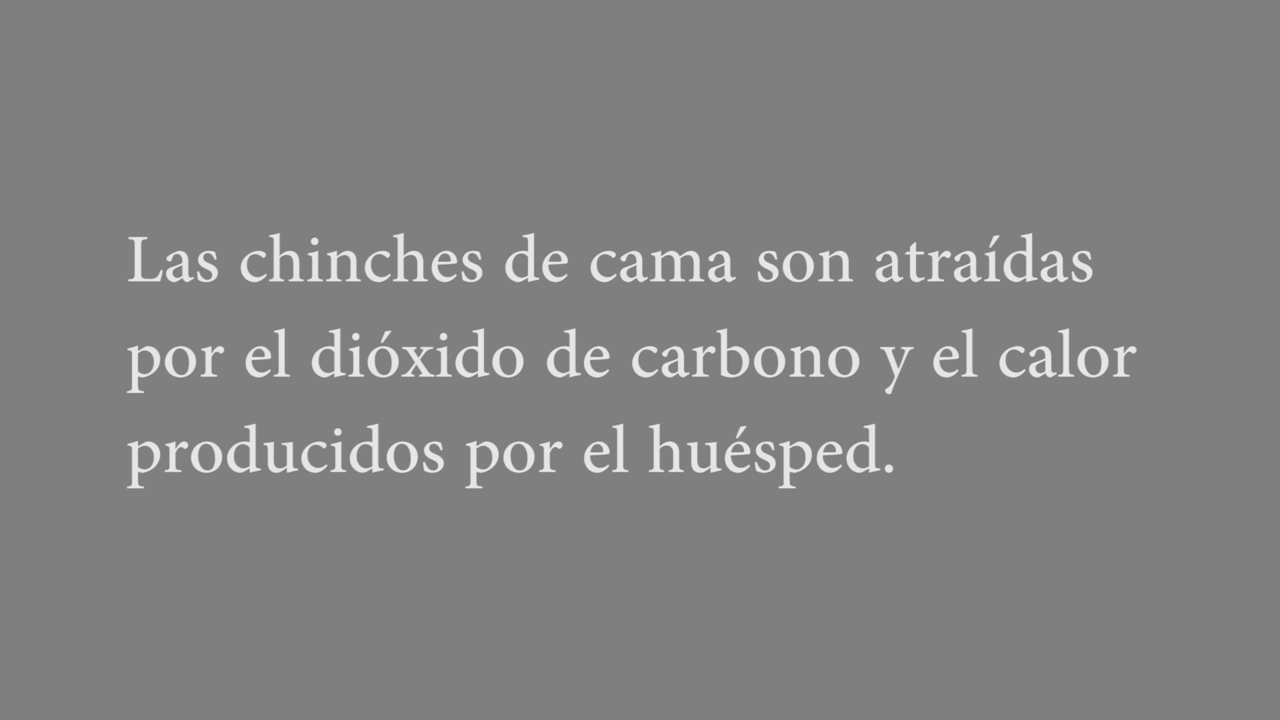 Las chinches de cama son atraídas
por el dióxido de carbono y el calor
producidos por el huésped.